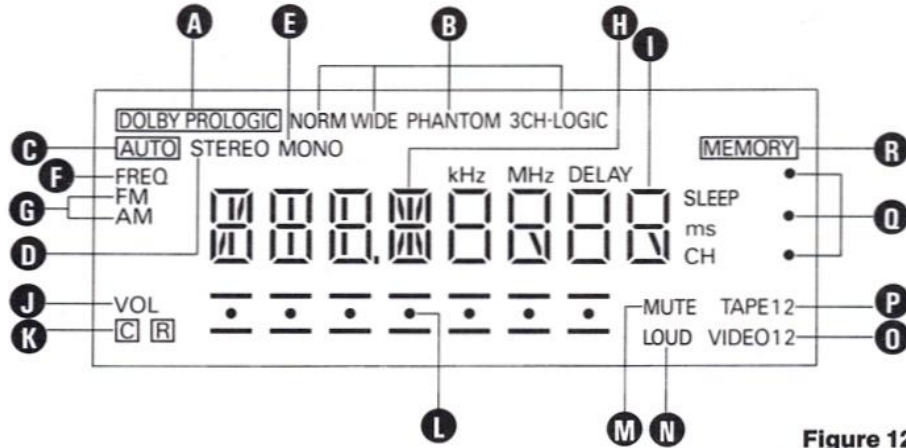 A E B H I
DOLBY PROLOGIC NORM WIDE PHANTOM 3CH-LOGIC
C AUTO STEREO MONO MEMORY R
F FREQ kHz MHz DELAY
G FM SLEEP
AM ms Q
D CH
J VOL MUTE TAPE12 P
K C R LOUD VIDEO12 O
L M N
Figure 12